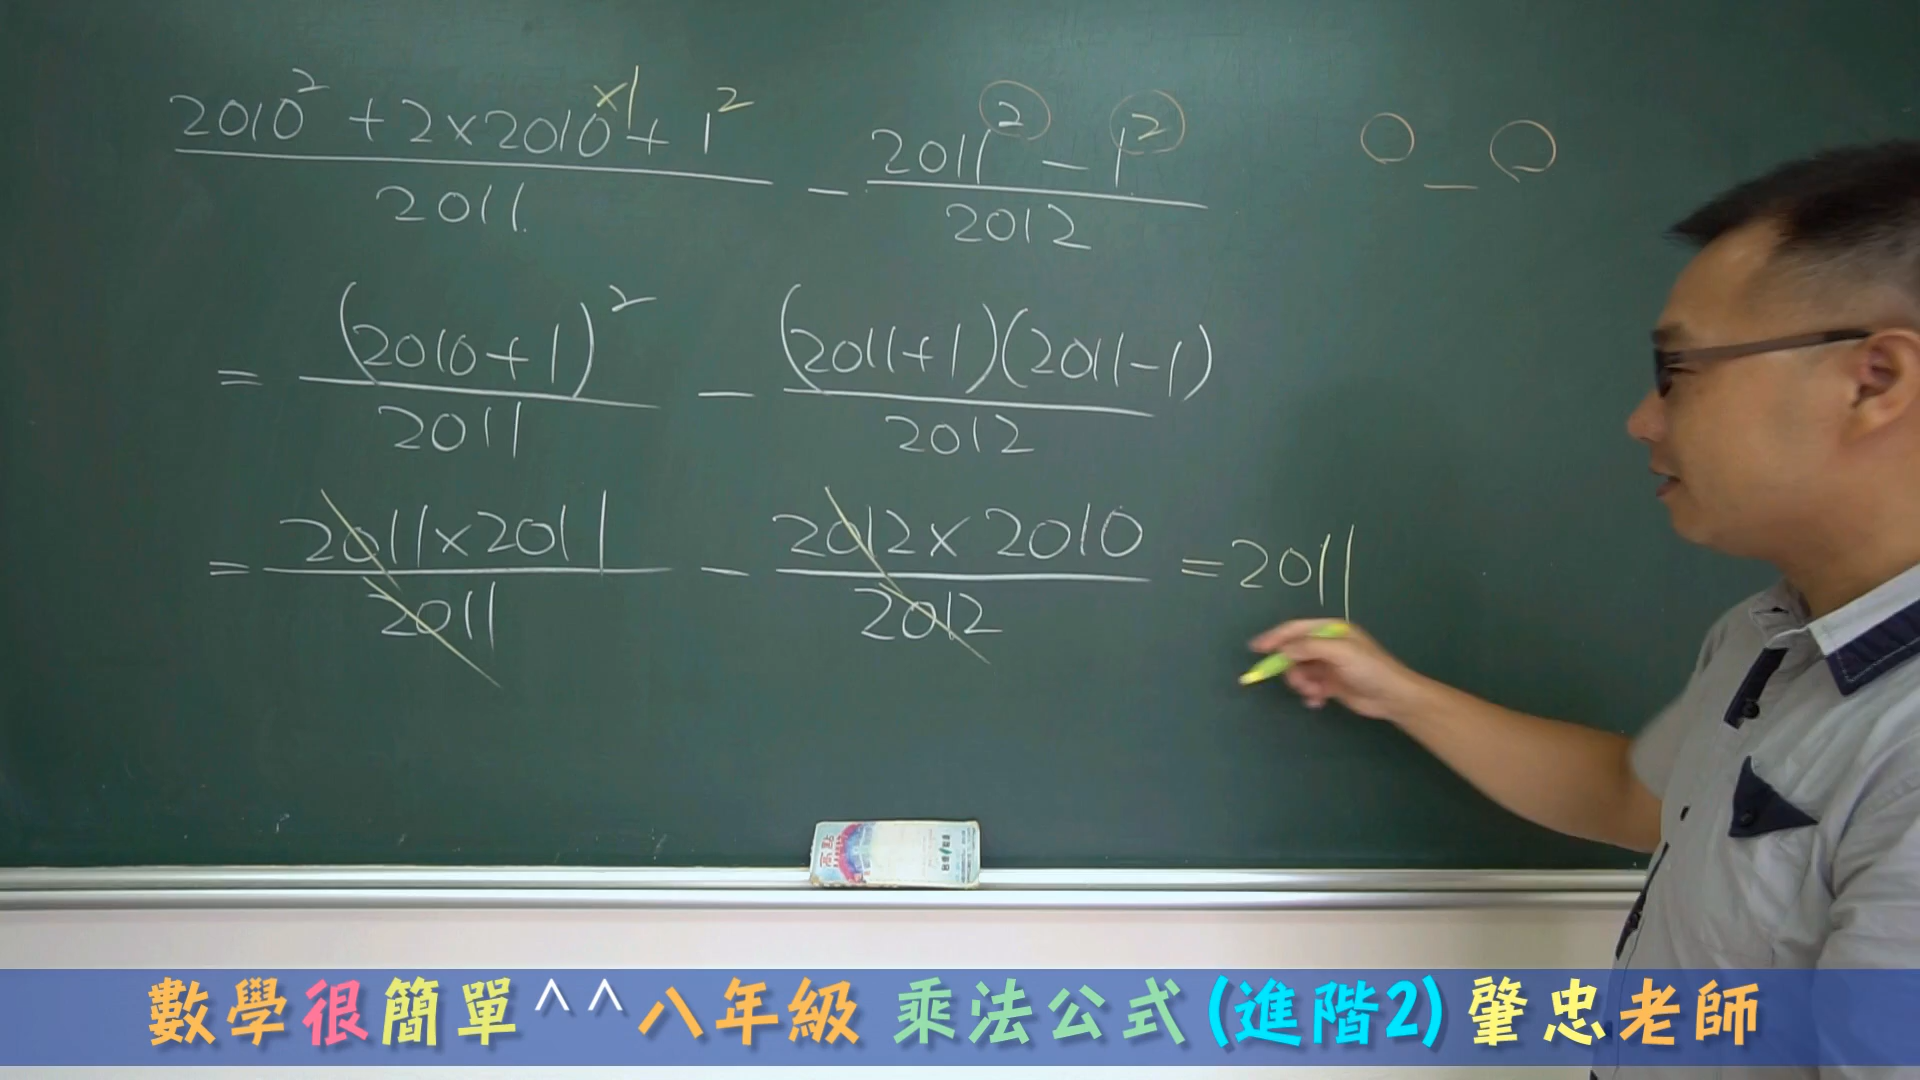 2010² + 2×2010×1 + 1² / 2011 - 2011² - 1² / 2012
○ - ○
= (2010+1)² / 2011 - (2011+1)(2011-1) / 2012
= 2011×2011 / 2011 - 2012×2010 / 2012 = 2011
高點
數學很簡單^^八年級 乘法公式(進階2) 肇忠老師